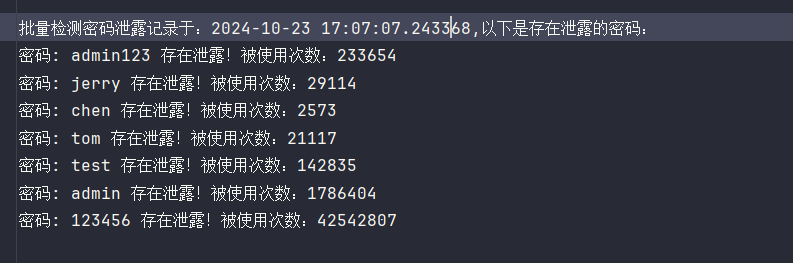 批量检测密码泄露记录于：2024-10-23 17:07:07.243368,以下是存在泄露的密码：
密码: admin123 存在泄露! 被使用次数：233654
密码: jerry 存在泄露! 被使用次数：29114
密码: chen 存在泄露! 被使用次数：2573
密码: tom 存在泄露! 被使用次数：21117
密码: test 存在泄露! 被使用次数：142835
密码: admin 存在泄露! 被使用次数：1786404
密码: 123456 存在泄露! 被使用次数：42542807